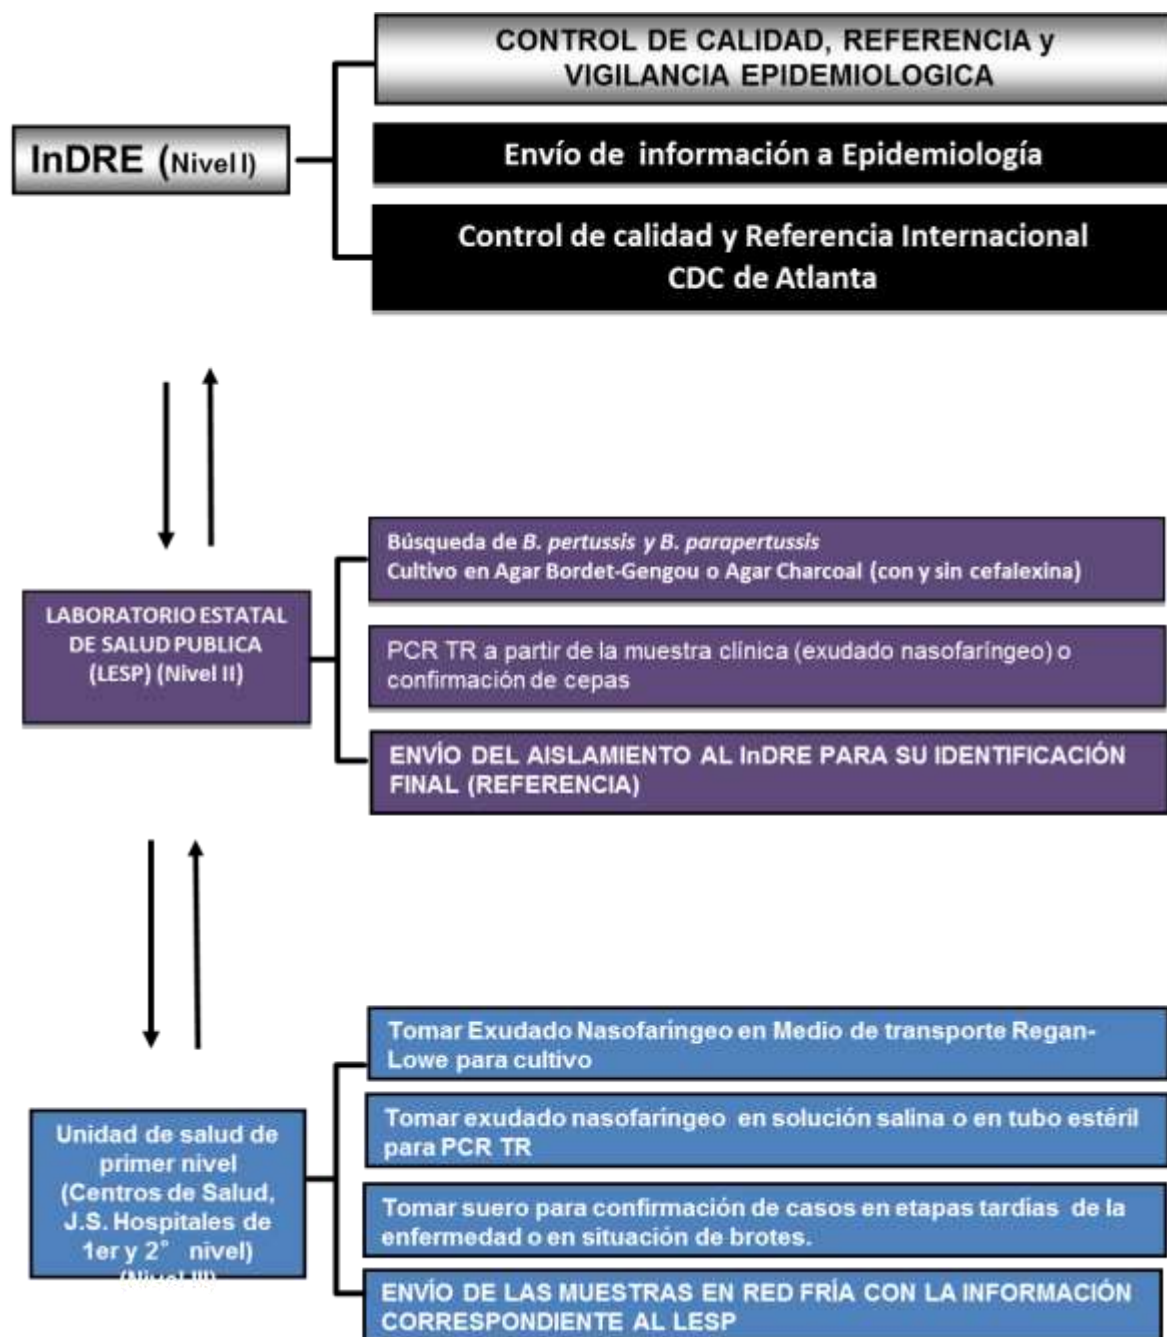 CONTROL DE CALIDAD, REFERENCIA y
VIGILANCIA EPIDEMIOLOGICA
InDRE (Nivel I)
Envío de información a Epidemiología
Control de calidad y Referencia Internacional
CDC de Atlanta
Búsqueda de B. pertussis y B. parapertussis
Cultivo en Agar Bordet-Gengou o Agar Charcoal (con y sin cefalexina)
LABORATORIO ESTATAL
DE SALUD PUBLICA
(LESP) (Nivel II)
PCR TR a partir de la muestra clínica (exudado nasofaríngeo) o
confirmación de cepas
ENVÍO DEL AISLAMIENTO AL InDRE PARA SU IDENTIFICACIÓN
FINAL (REFERENCIA)
Tomar Exudado Nasofaríngeo en Medio de transporte Regan-
Lowe para cultivo
Tomar exudado nasofaríngeo en solución salina o en tubo estéril
para PCR TR
Unidad de salud de
primer nivel
(Centros de Salud,
J.S. Hospitales de
1er y 2° nivel)
(Nivel III)
Tomar suero para confirmación de casos en etapas tardías de la
enfermedad o en situación de brotes.
ENVÍO DE LAS MUESTRAS EN RED FRÍA CON LA INFORMACIÓN
CORRESPONDIENTE AL LESP